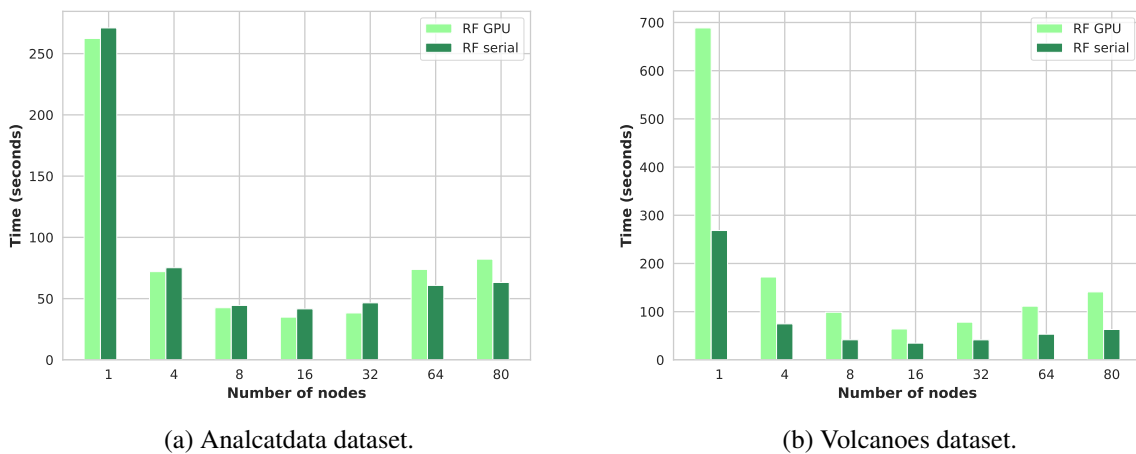 RF GPU
RF serial
250
200
150
100
50
0
Time (seconds)
1 4 8 16 32 64 80
Number of nodes
(a) Analcatdata dataset.
RF GPU
RF serial
700
600
500
400
300
200
100
0
Time (seconds)
1 4 8 16 32 64 80
Number of nodes
(b) Volcanoes dataset.